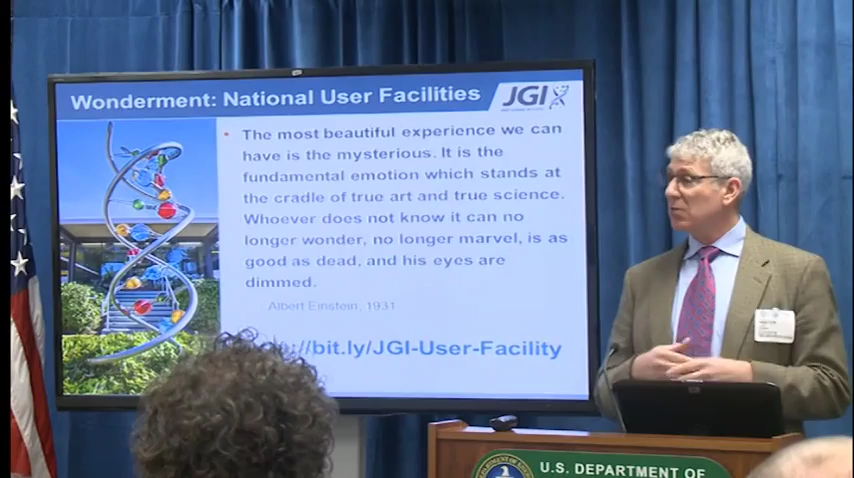 Wonderment: National User Facilities
JGI
• The most beautiful experience we can
have is the mysterious. It is the
fundamental emotion which stands at
the cradle of true art and true science.
Whoever does not know it can no
longer wonder, no longer marvel, is as
good as dead, and his eyes are
dimmed.
Albert Einstein, 1931
//bit.ly/JGI-User-Facility
U.S. DEPARTMENT OF